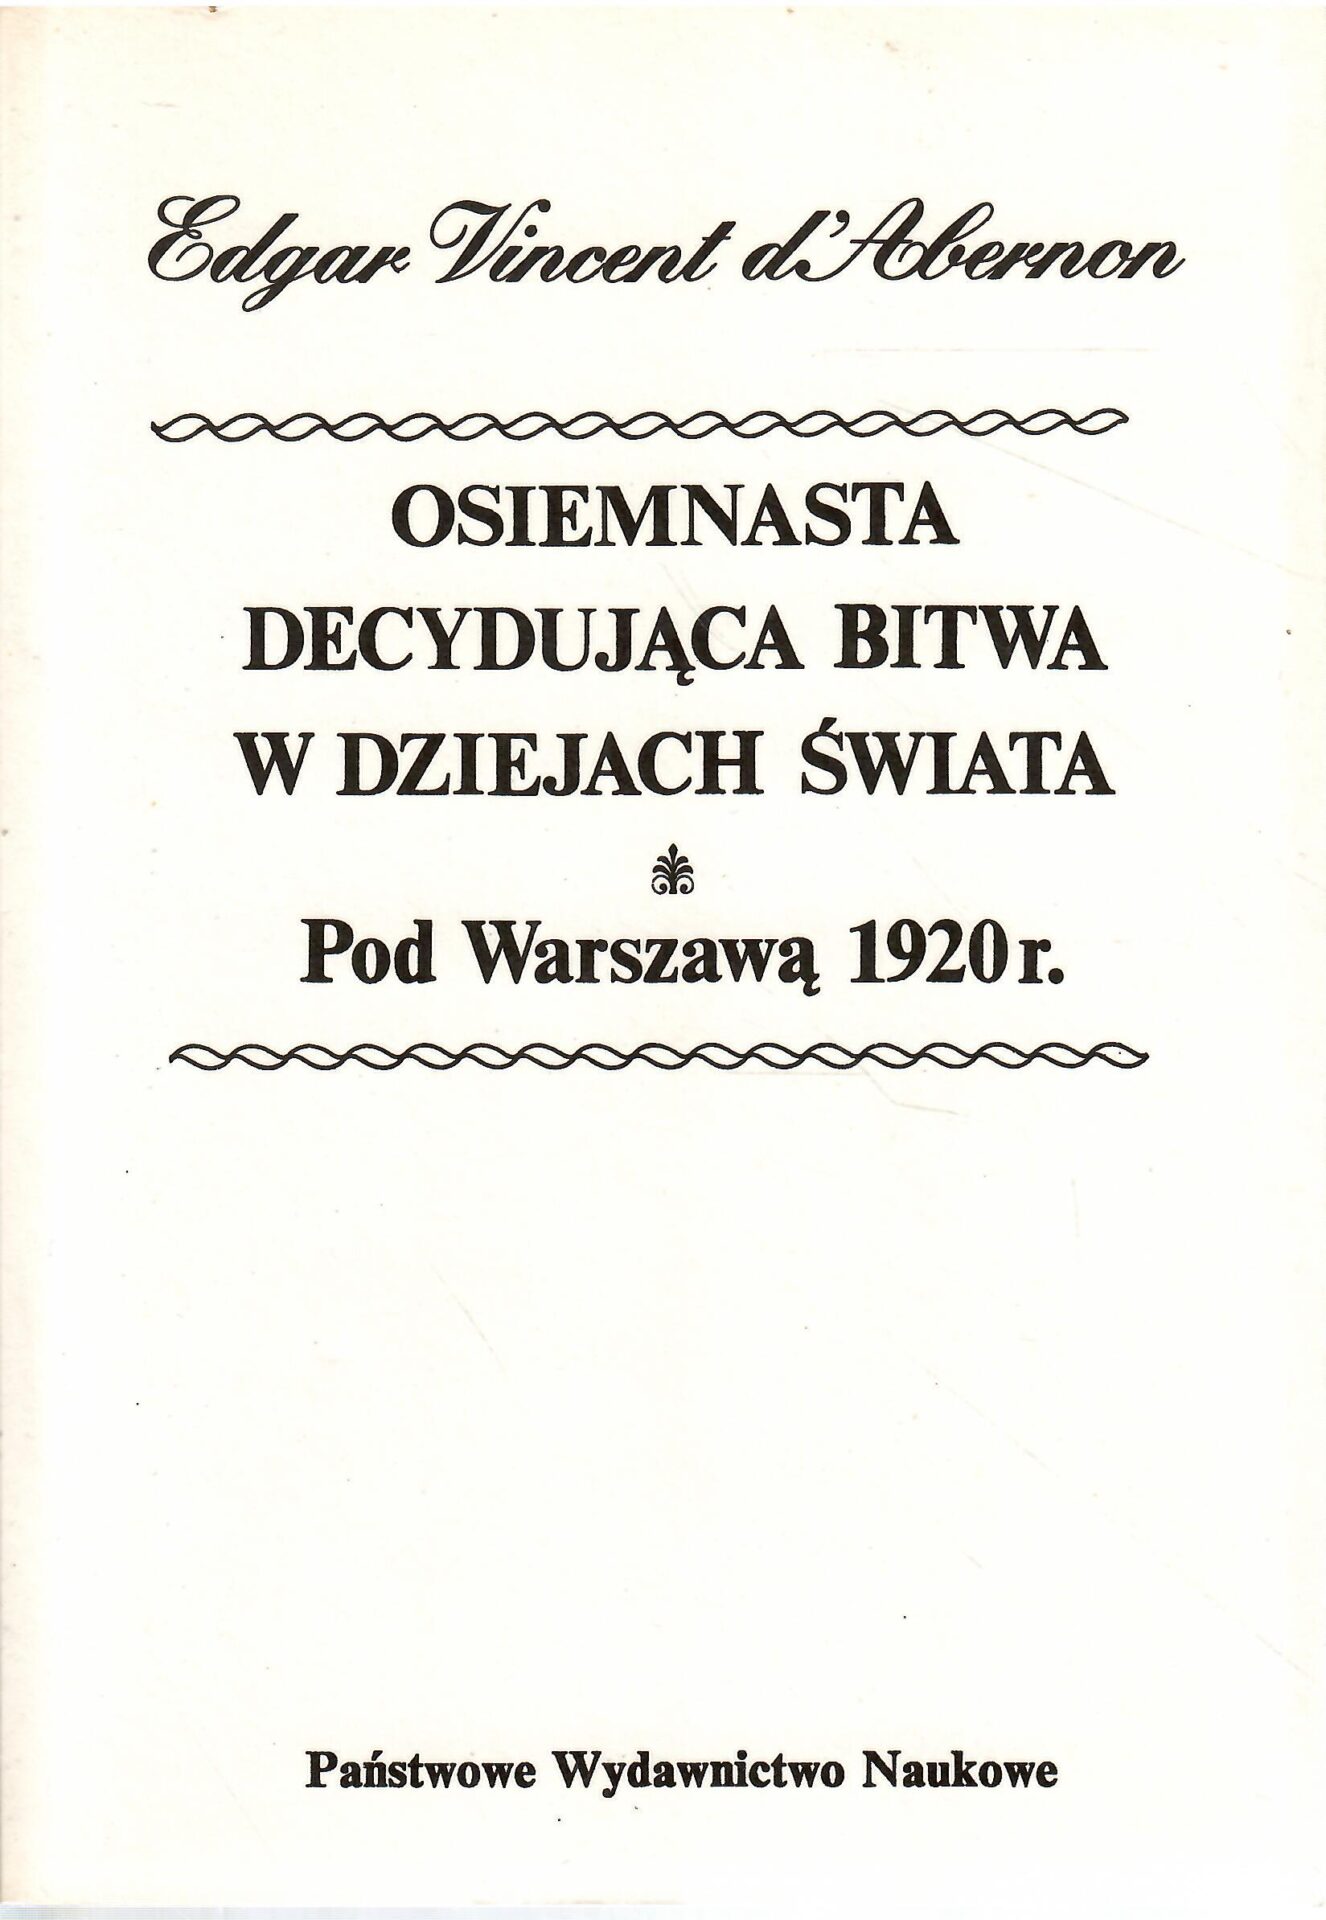 Edgar Vincent d'Abernon
OSIEMNASTA
DECYDUJĄCA BITWA
W DZIEJACH ŚWIATA
Pod Warszawą 1920 r.
Państwowe Wydawnictwo Naukowe